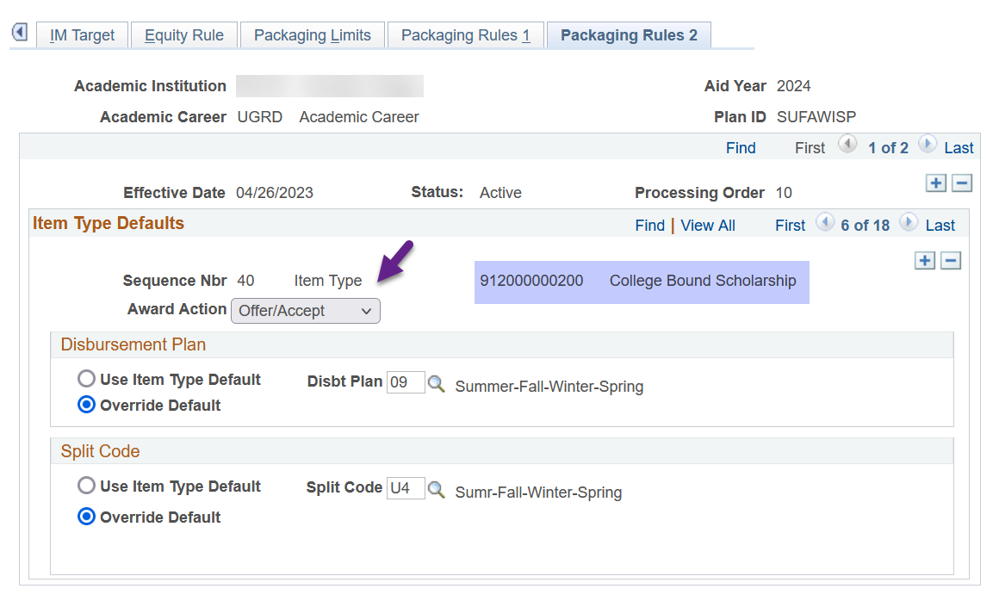 IM Target Equity Rule Packaging Limits Packaging Rules 1 Packaging Rules 2
Academic Institution Aid Year 2024
Academic Career UGRD Academic Career Plan ID SUFAWISP
Find First 1 of 2 Last
Effective Date 04/26/2023 Status: Active Processing Order 10
Item Type Defaults Find | View All First 6 of 18 Last
Sequence Nbr 40 Item Type 912000000200 College Bound Scholarship
Award Action Offer/Accept
Disbursement Plan
Use Item Type Default Disbt Plan 09 Summer-Fall-Winter-Spring
Override Default
Split Code
Use Item Type Default Split Code U4 Sumr-Fall-Winter-Spring
Override Default